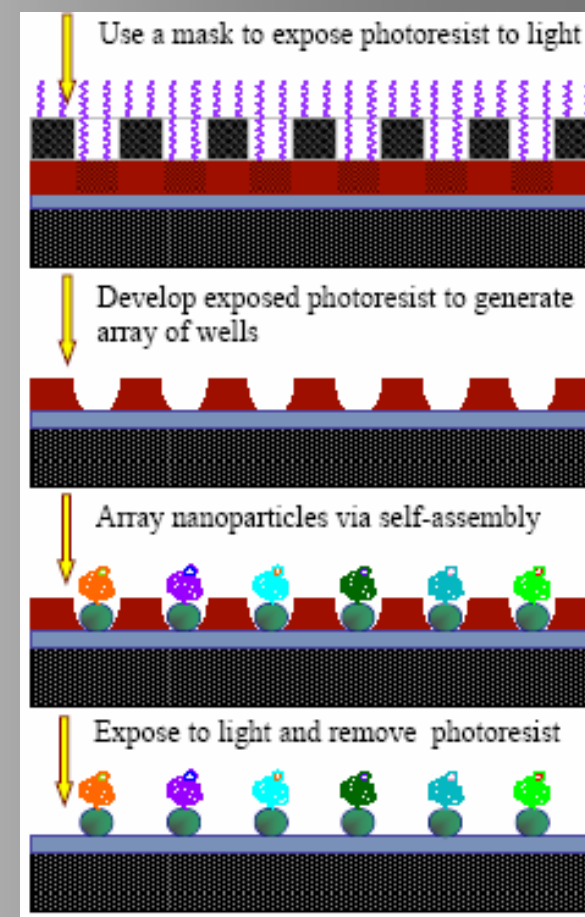 Use a mask to expose photoresist to light
Develop exposed photoresist to generate
array of wells
Array nanoparticles via self-assembly
Expose to light and remove photoresist